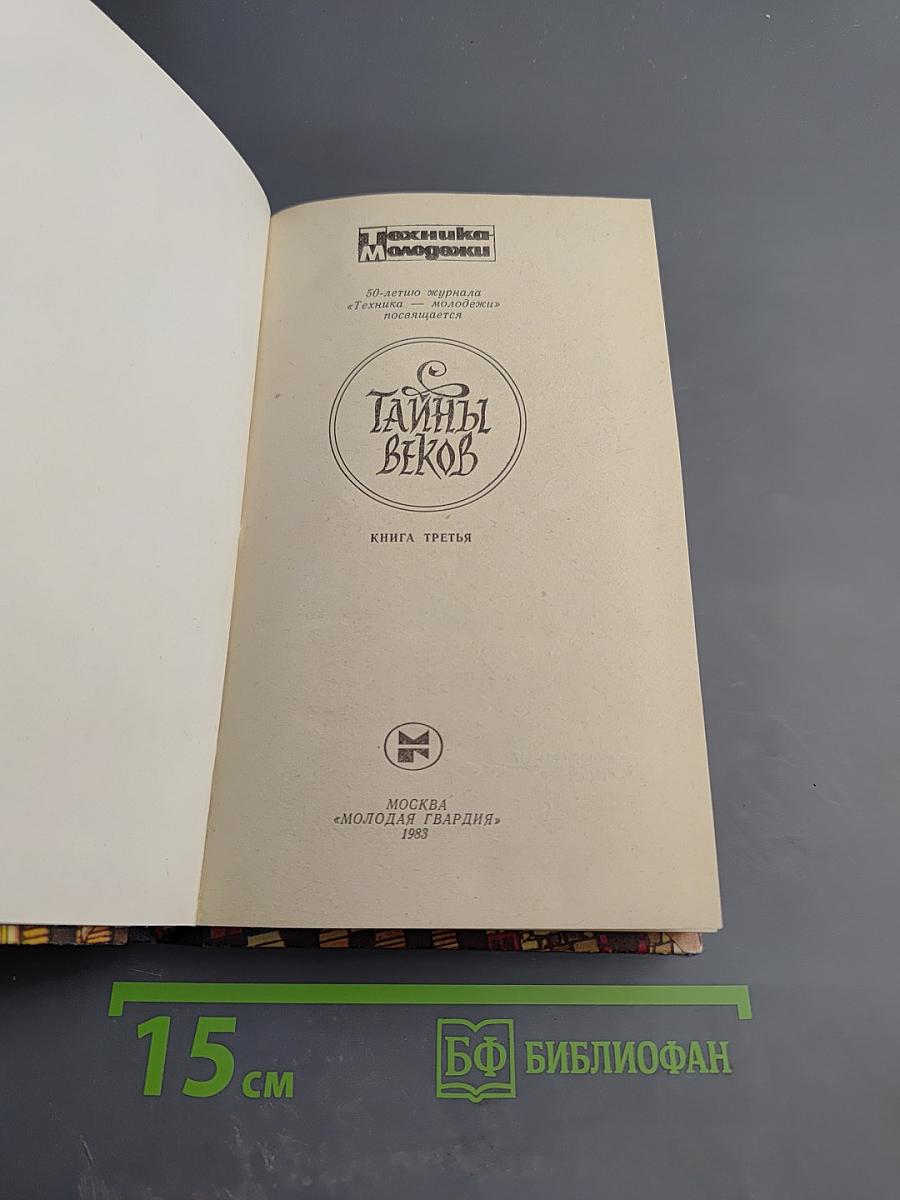 Техника-
Молодежи
50-летию журнала
«Техника — молодежи»
посвящается
ТАЙНЫ
ВЕКОВ
КНИГА ТРЕТЬЯ
МОСКВА
«МОЛОДАЯ ГВАРДИЯ»
1983
15 см
БФ БИБЛИОФАН